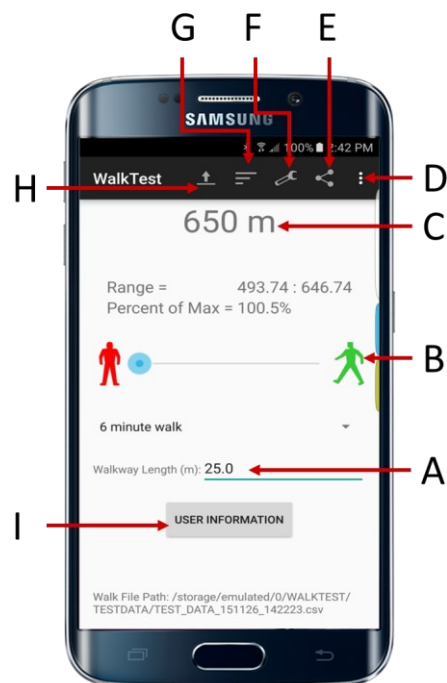 G F E
SAMSUNG
100% 2:42 PM
H WalkTest D
650 m C
Range = 493.74 : 646.74
Percent of Max = 100.5%
B
6 minute walk
Walkway Length (m): 25.0 A
I USER INFORMATION
Walk File Path: /storage/emulated/0/WALKTEST/
TESTDATA/TEST_DATA_151126_142223.csv